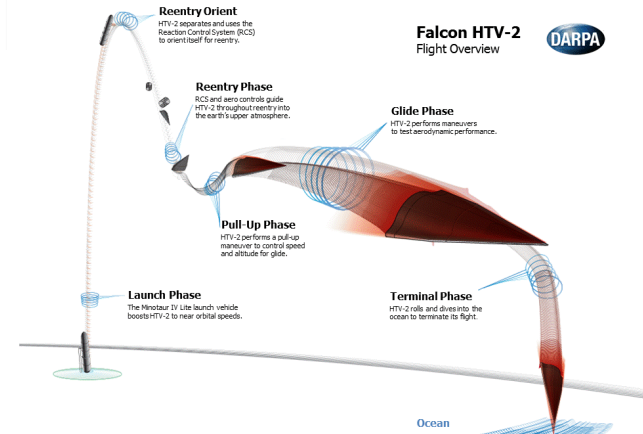 Falcon HTV-2
Flight Overview
DARPA
Reentry Orient
HTV-2 separates and uses the
Reaction Control System (RCS)
to orient itself for reentry.
Reentry Phase
RCS and aero controls guide
HTV-2 throughout reentry into
the earth's upper atmosphere.
Glide Phase
HTV-2 performs maneuvers
to test aerodynamic performance.
Pull-Up Phase
HTV-2 performs a pull-up
maneuver to control speed
and altitude for glide.
Launch Phase
The Minotaur IV Lite launch vehicle
boosts HTV-2 to near orbital speeds.
Terminal Phase
HTV-2 rolls and dives into the
ocean to terminate its flight.
Ocean